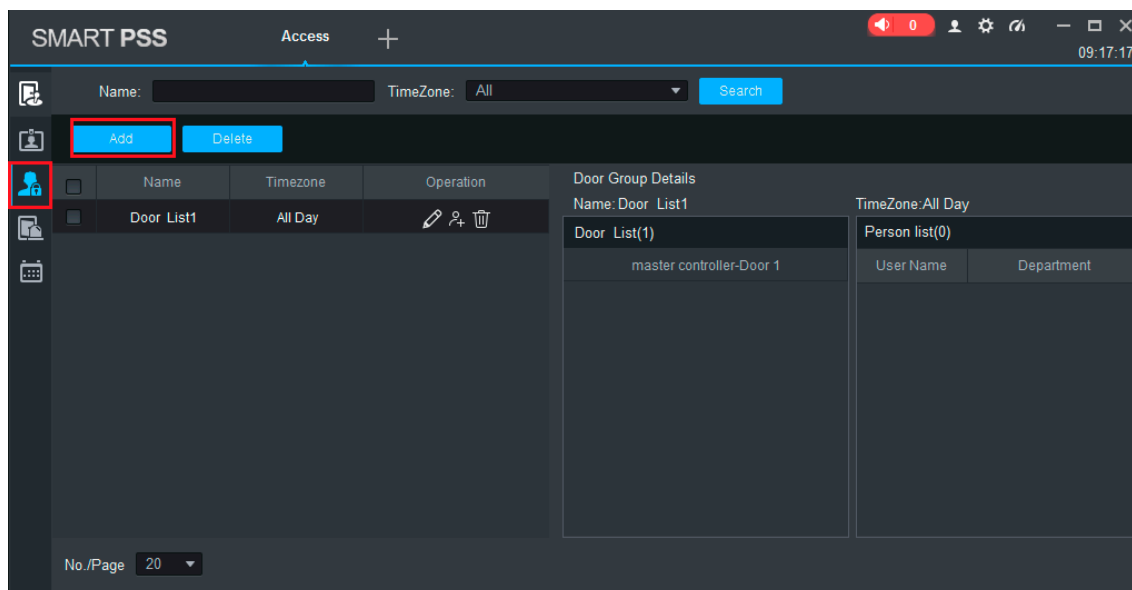 SMART PSS Access 0
09:17:17
Name: TimeZone: All Search
Add Delete
Name Timezone Operation
Door List1 All Day
Door Group Details
Name: Door List1 TimeZone:All Day
Door List(1) Person list(0)
master controller-Door 1 User Name Department
No./Page 20